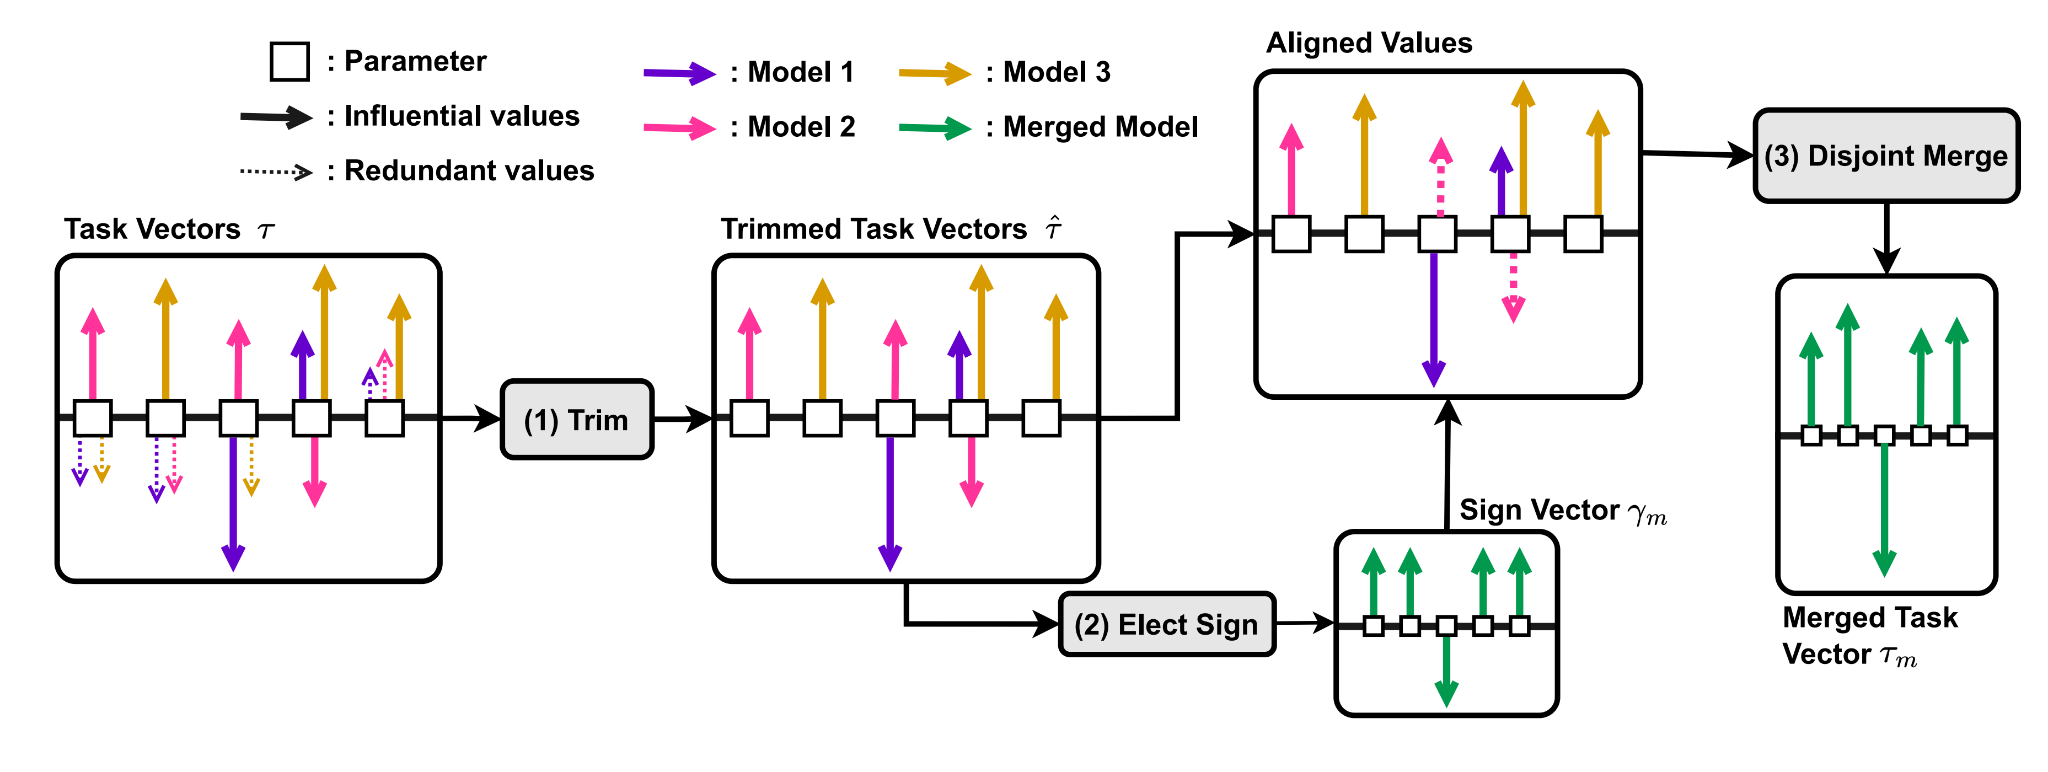 : Parameter
: Influential values
: Redundant values
: Model 1
: Model 2
: Model 3
: Merged Model
Task Vectors τ
(1) Trim
Trimmed Task Vectors τ̂
(2) Elect Sign
Sign Vector γₘ
Aligned Values
(3) Disjoint Merge
Merged Task
Vector τₘ